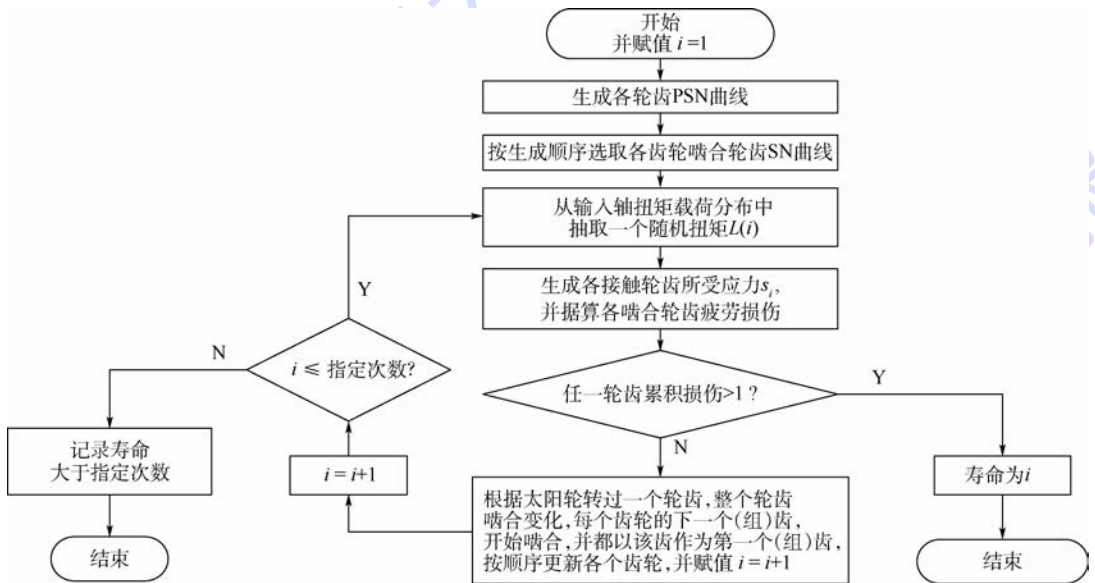 开始
并赋值 i =1
生成各轮齿PSN曲线
按生成顺序选取各齿轮啮合轮齿SN曲线
从输入轴扭矩载荷分布中
抽取一个随机扭矩L(i)
生成各接触轮齿所受应力s_i,
并据算各啮合轮齿疲劳损伤
任一轮齿累积损伤>1 ?
Y
寿命为i
结束
N
根据太阳轮转过一个轮齿,整个轮齿
啮合变化,每个齿轮的下一个(组)齿,
开始啮合,并都以该齿作为第一个(组)齿,
按顺序更新各个齿轮,并赋值 i = i+1
i = i+1
i ≤ 指定次数?
Y
N
记录寿命
大于指定次数
结束